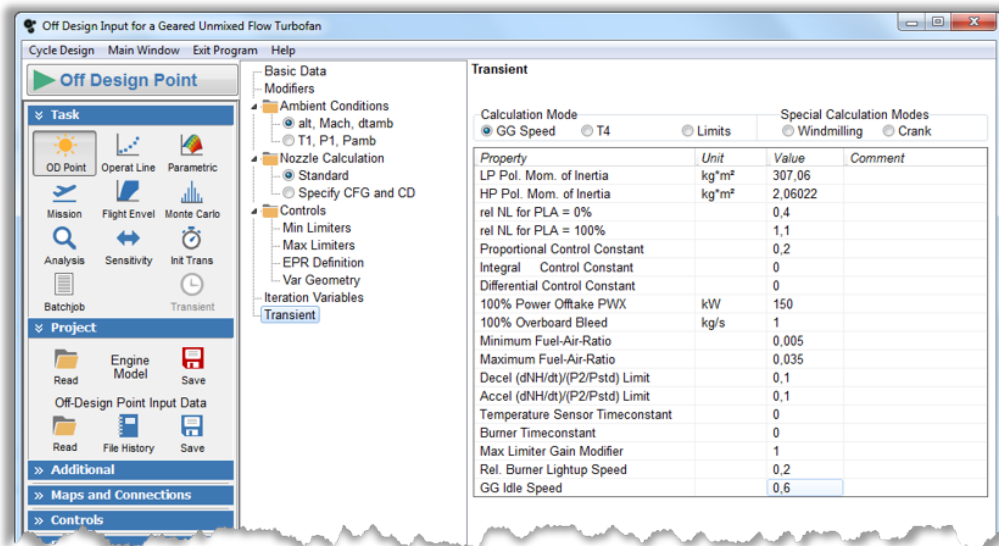 Off Design Input for a Geared Unmixed Flow Turbofan
Cycle Design Main Window Exit Program Help
Off Design Point
Task
OD Point Operat Line Parametric
Mission Flight Envel Monte Carlo
Analysis Sensitivity Init Trans
Batchjob Transient
Project
Read Engine Model Save
Off-Design Point Input Data
Read File History Save
Additional
Maps and Connections
Controls
Basic Data
Modifiers
Ambient Conditions
alt, Mach, dtamb
T1, P1, Pamb
Nozzle Calculation
Standard
Specify CFG and CD
Controls
Min Limiters
Max Limiters
EPR Definition
Var Geometry
Iteration Variables
Transient
Transient
Calculation Mode Special Calculation Modes
GG Speed T4 Limits Windmilling Crank
Property Unit Value Comment
LP Pol. Mom. of Inertia kg*m² 307,06
HP Pol. Mom. of Inertia kg*m² 2,06022
rel NL for PLA = 0% 0,4
rel NL for PLA = 100% 1,1
Proportional Control Constant 0,2
Integral Control Constant 0
Differential Control Constant 0
100% Power Offtake PWX kW 150
100% Overboard Bleed kg/s 1
Minimum Fuel-Air-Ratio 0,005
Maximum Fuel-Air-Ratio 0,035
Decel (dNH/dt)/(P2/Pstd) Limit 0,1
Accel (dNH/dt)/(P2/Pstd) Limit 0,1
Temperature Sensor Timeconstant 0
Burner Timeconstant 0
Max Limiter Gain Modifier 1
Rel. Burner Lightup Speed 0,2
GG Idle Speed 0,6